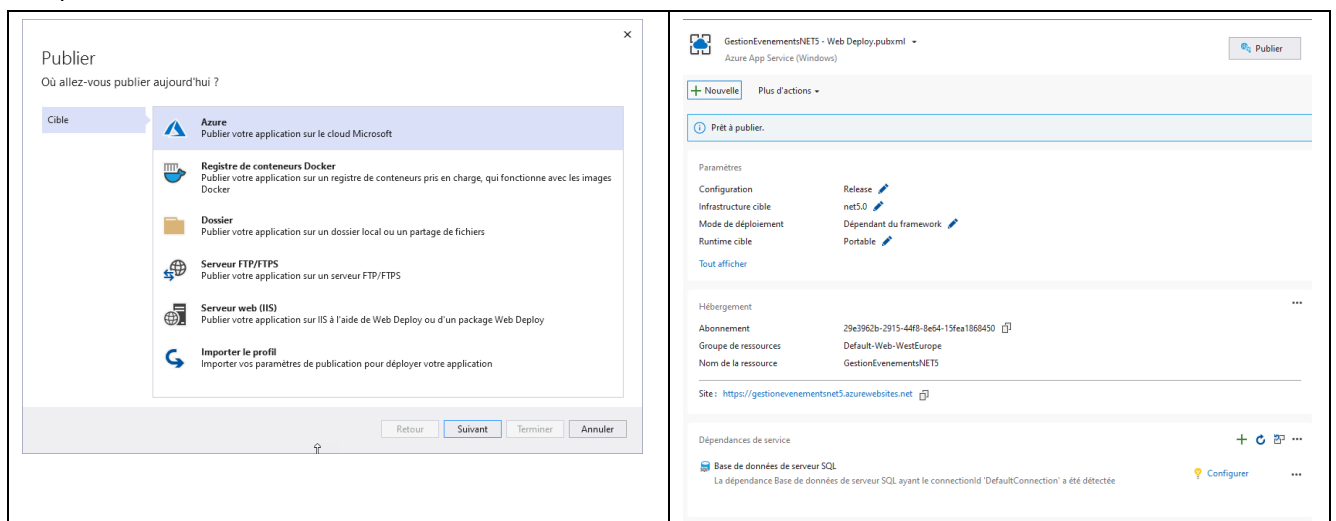 Publier
Où allez-vous publier aujourd'hui ?
Cible
Azure
Publier votre application sur le cloud Microsoft
Registre de conteneurs Docker
Publier votre application sur un registre de conteneurs pris en charge, qui fonctionne avec les images
Docker
Dossier
Publier votre application sur un dossier local ou un partage de fichiers
Serveur FTP/FTPS
Publier votre application sur un serveur FTP/FTPS
Serveur web (IIS)
Publier votre application sur IIS à l'aide de Web Deploy ou d'un package Web Deploy
Importer le profil
Importer vos paramètres de publication pour déployer votre application
Retour Suivant Terminer Annuler
GestionEvenementsNET5 - Web Deploy.pubxml
Azure App Service (Windows)
Publier
Nouvelle Plus d'actions
Prêt à publier.
Paramètres
Configuration Release
Infrastructure cible net5.0
Mode de déploiement Dépendant du framework
Runtime cible Portable
Tout afficher
Hébergement
Abonnement 29e3962b-2915-44f8-8e64-15fea1868450
Groupe de ressources Default-Web-WestEurope
Nom de la ressource GestionEvenementsNET5
Site : https://gestionevenementsnet5.azurewebsites.net
Dépendances de service
Base de données de serveur SQL
La dépendance Base de données de serveur SQL ayant le connectionId 'DefaultConnection' a été détectée
Configurer